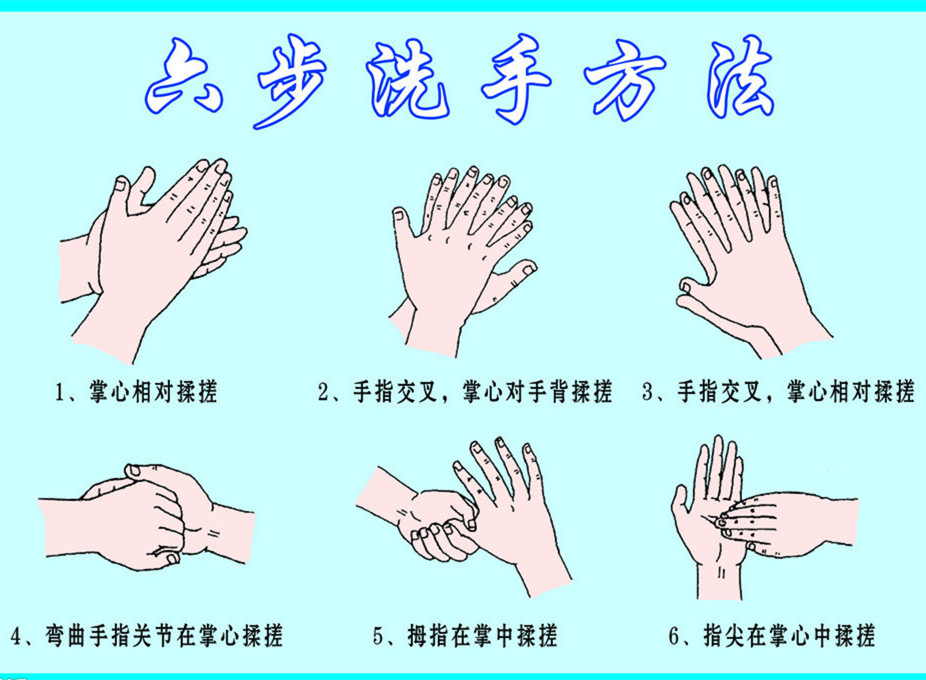 六步洗手方法
1、掌心相对揉搓
2、手指交叉，掌心对手背揉搓
3、手指交叉，掌心相对揉搓
4、弯曲手指关节在掌心揉搓
5、拇指在掌中揉搓
6、指尖在掌心中揉搓